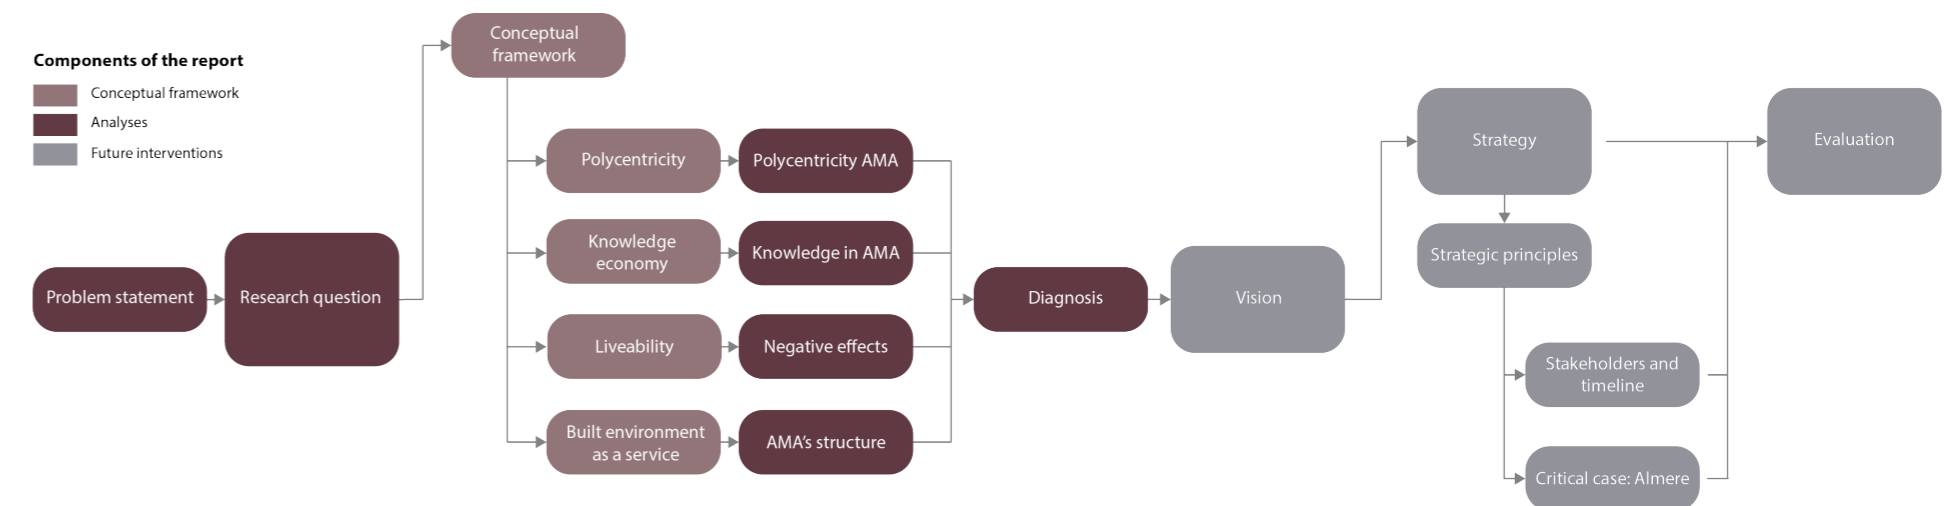 Components of the report
Conceptual framework
Analyses
Future interventions
Problem statement
Research question
Conceptual
framework
Polycentricity
Polycentricity AMA
Knowledge
economy
Knowledge in AMA
Liveability
Negative effects
Built environment
as a service
AMA’s structure
Diagnosis
Vision
Strategy
Strategic principles
Stakeholders and
timeline
Critical case: Almere
Evaluation